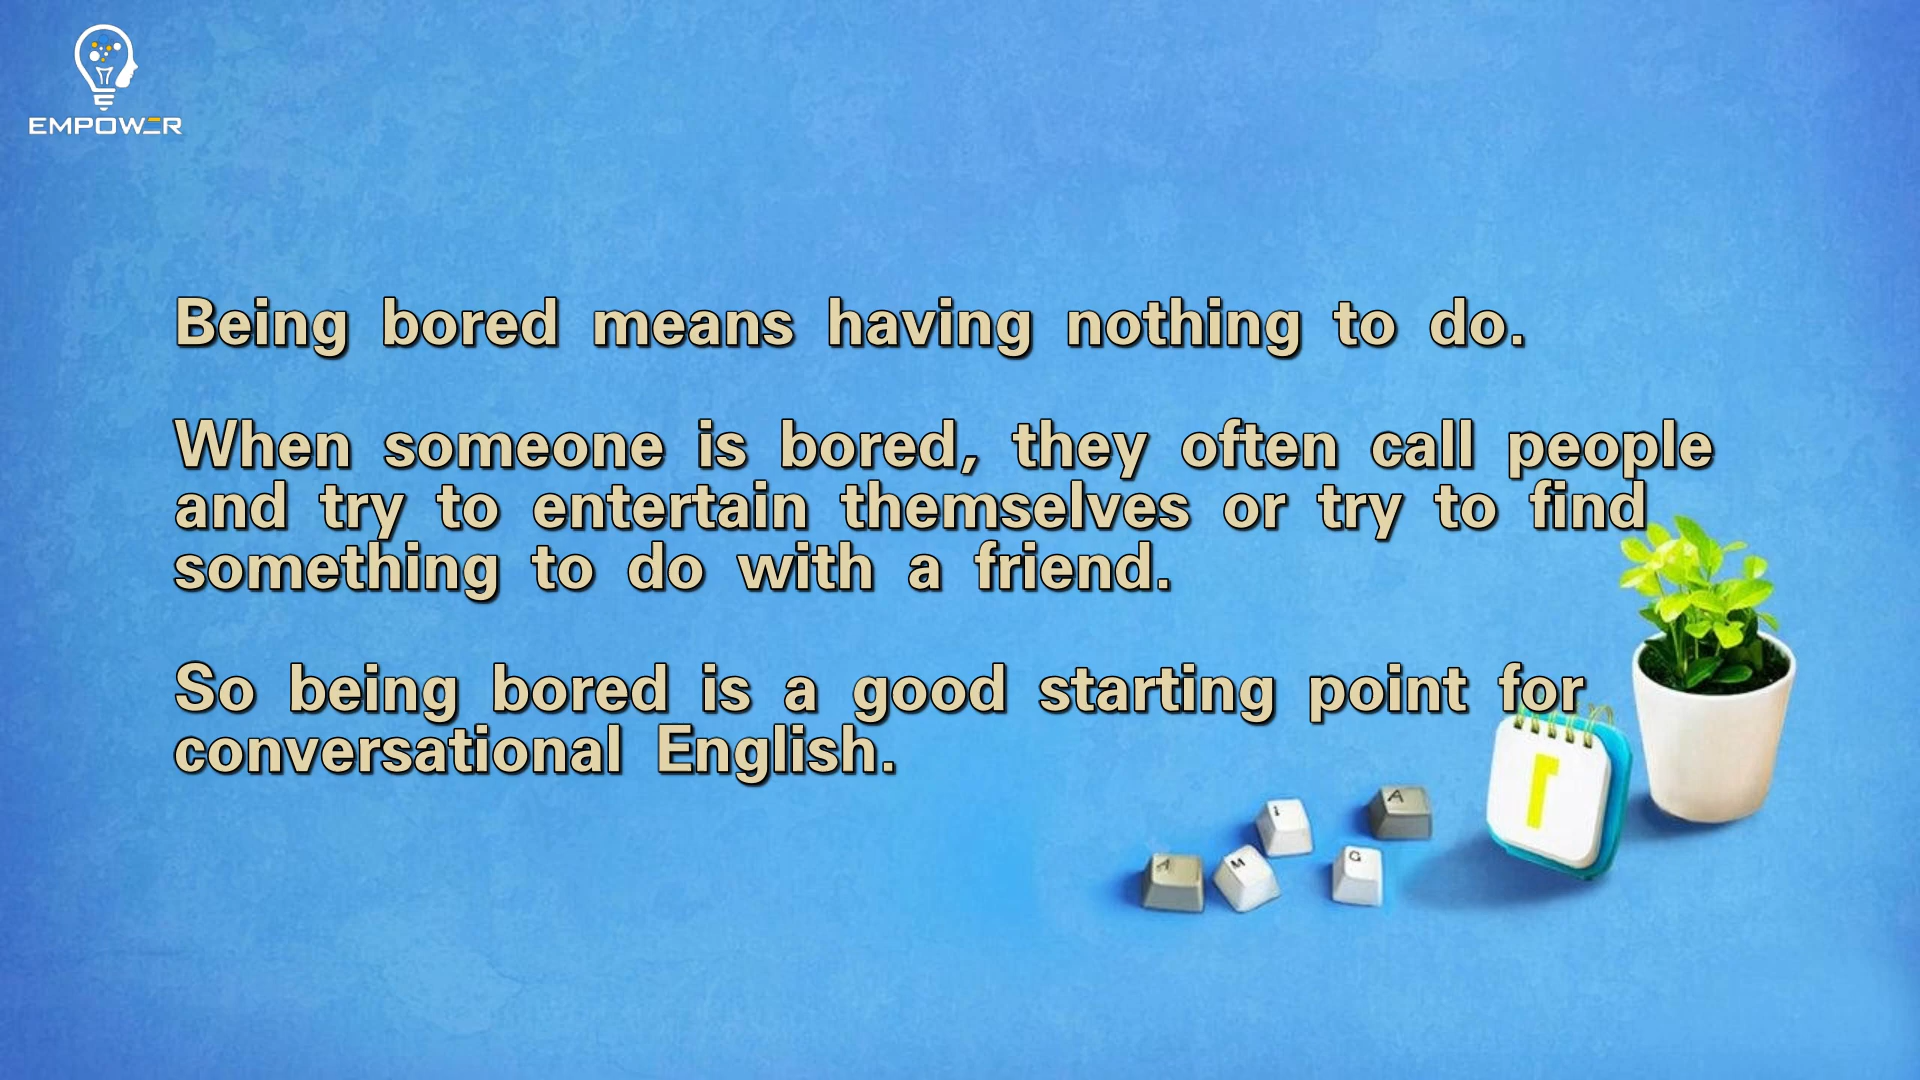 EMPOWER
Being bored means having nothing to do.
When someone is bored, they often call people
and try to entertain themselves or try to find
something to do with a friend.
So being bored is a good starting point for
conversational English.
1
i A
A M G